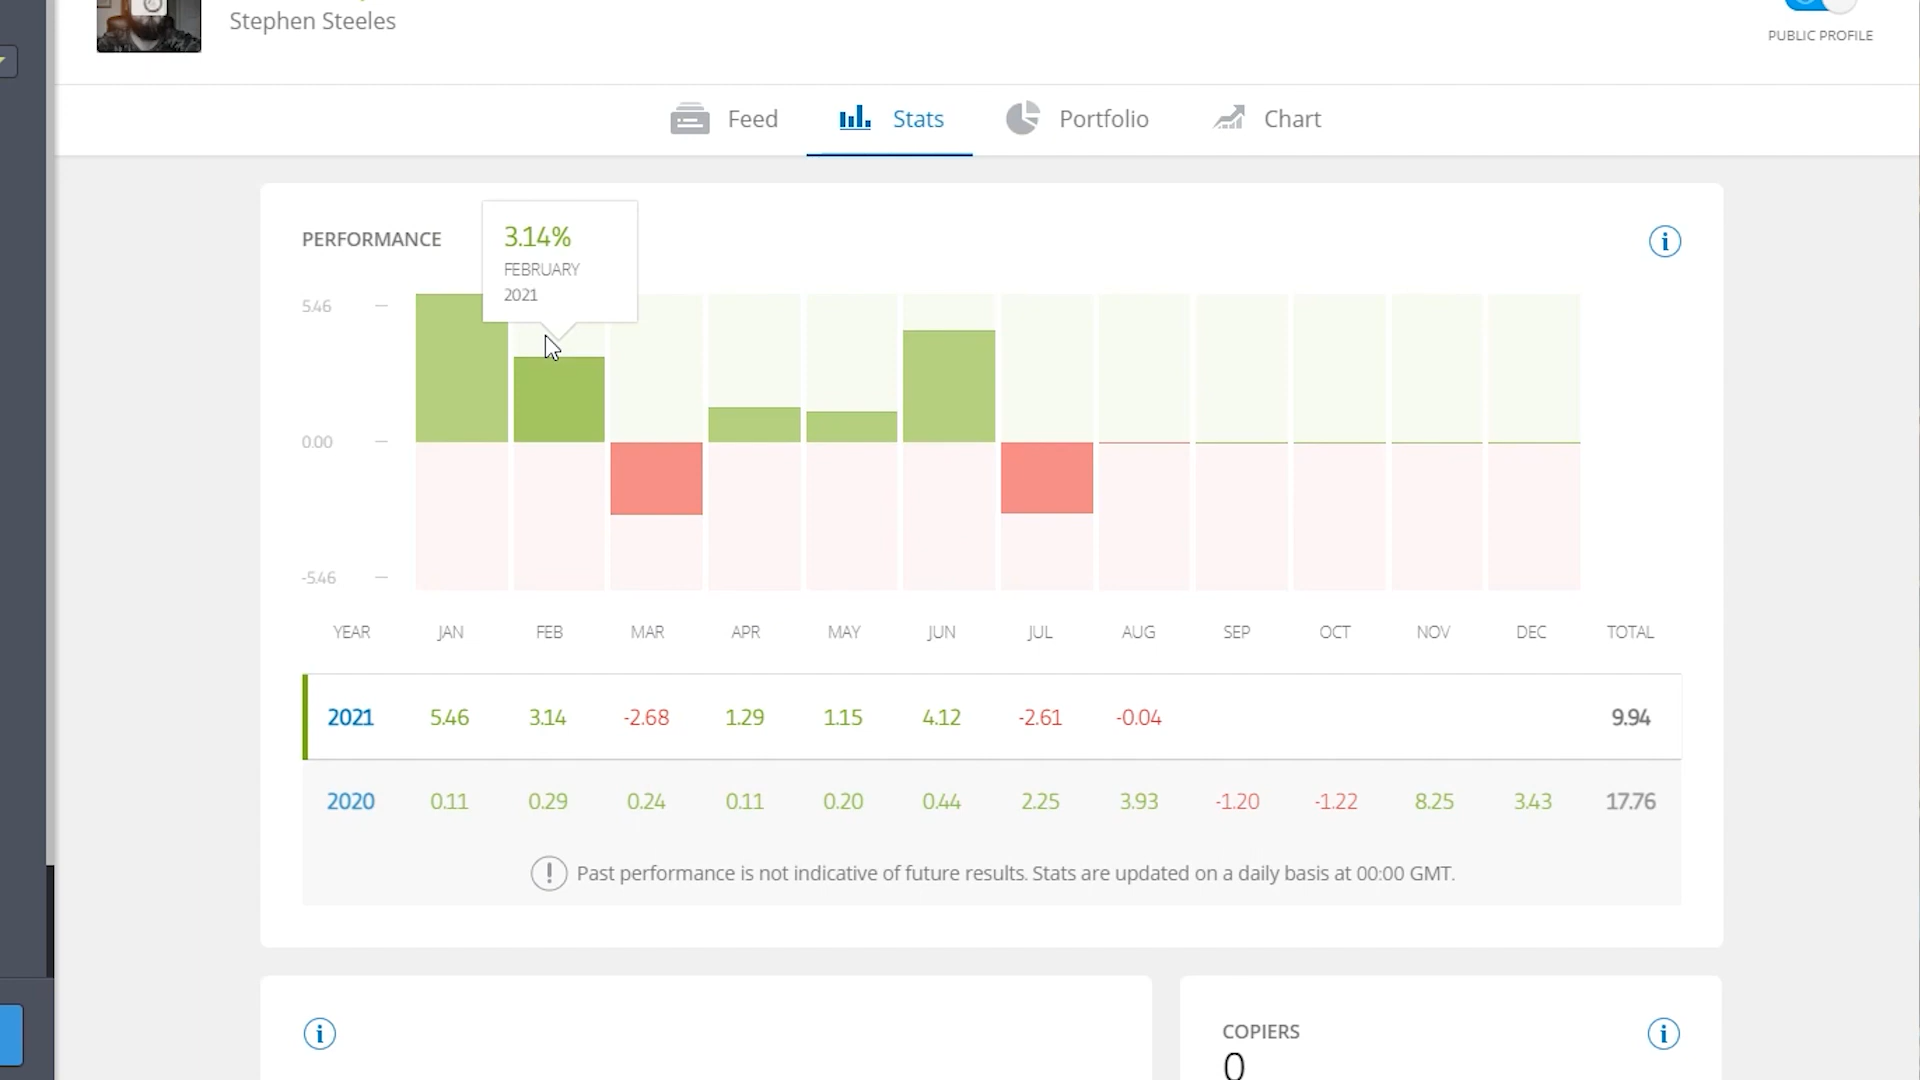 Stephen Steeles
PUBLIC PROFILE
Feed Stats Portfolio Chart
PERFORMANCE
3.14%
FEBRUARY
2021
5.46
0.00
-5.46
YEAR JAN FEB MAR APR MAY JUN JUL AUG SEP OCT NOV DEC TOTAL
2021 5.46 3.14 -2.68 1.29 1.15 4.12 -2.61 -0.04 9.94
2020 0.11 0.29 0.24 0.11 0.20 0.44 2.25 3.93 -1.20 -1.22 8.25 3.43 17.76
Past performance is not indicative of future results. Stats are updated on a daily basis at 00:00 GMT.
COPIERS
0